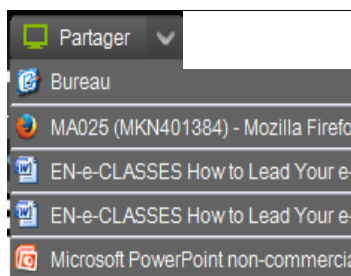 Partager
Bureau
MA025 (MKN401384) - Mozilla Firefo
EN-e-CLASSES How to Lead Your e-
EN-e-CLASSES How to Lead Your e-
Microsoft PowerPoint non-commercia